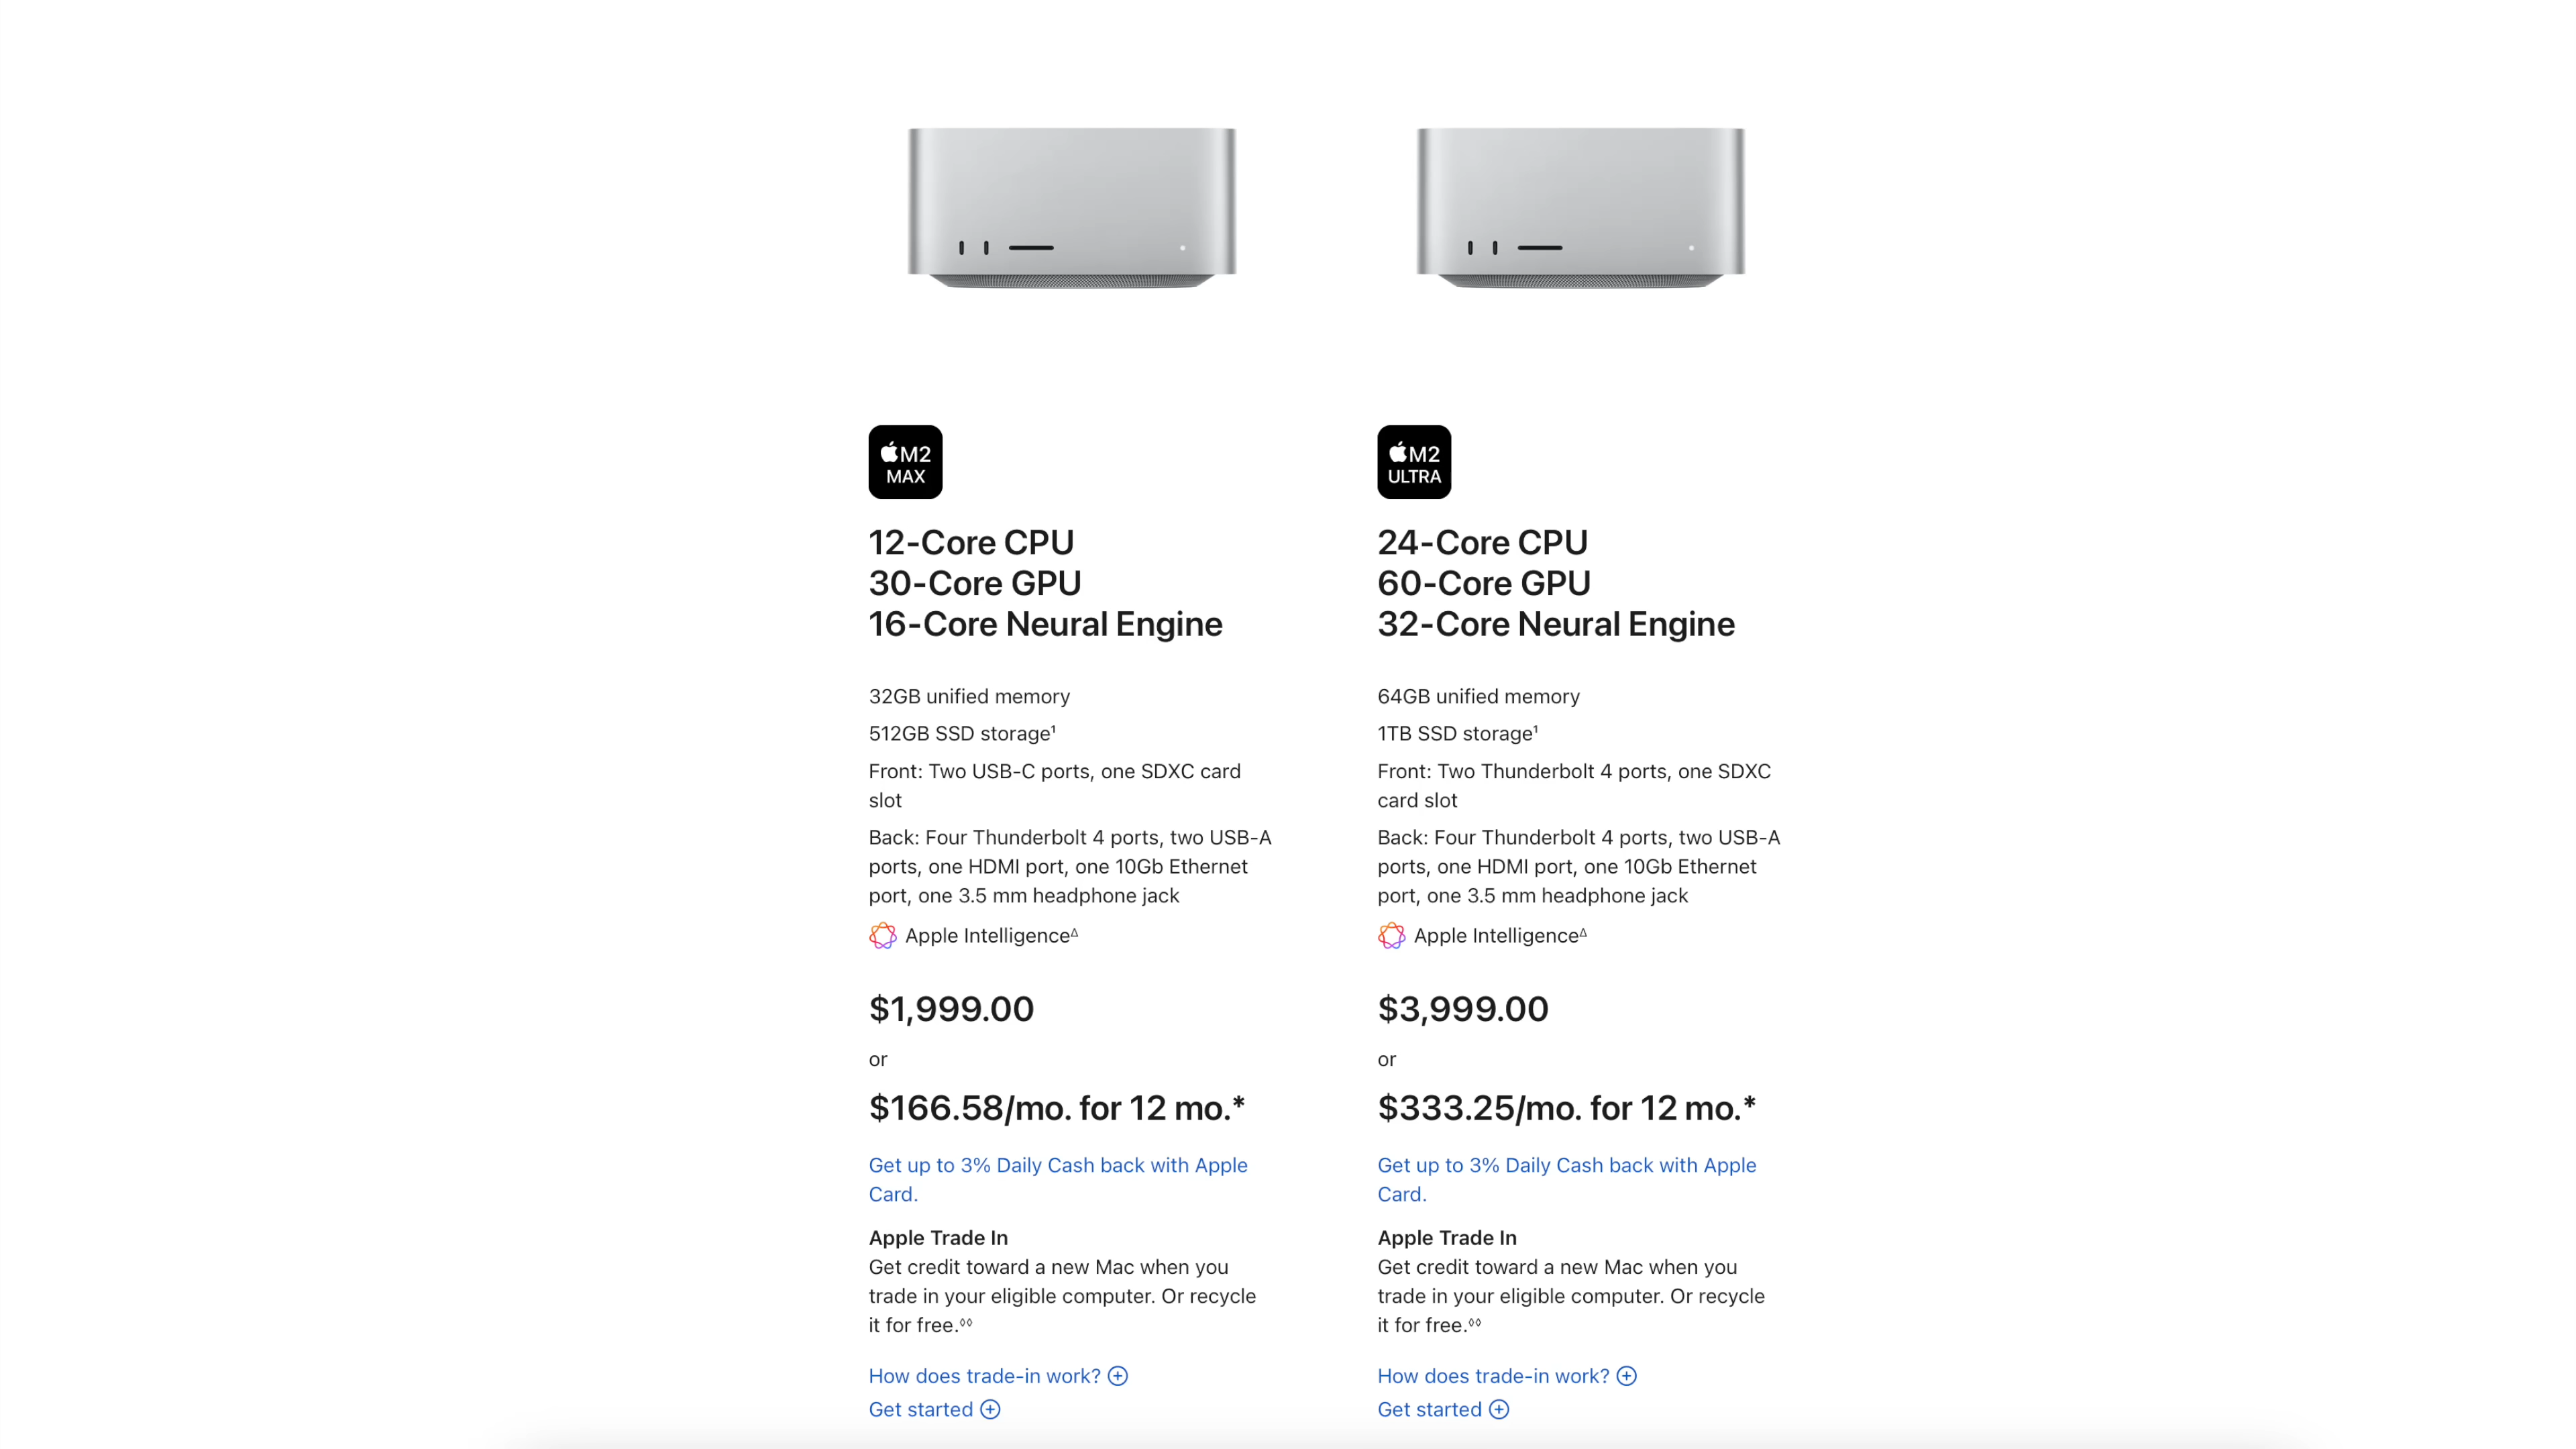 M2
MAX
12-Core CPU
30-Core GPU
16-Core Neural Engine
32GB unified memory
512GB SSD storage¹
Front: Two USB-C ports, one SDXC card
slot
Back: Four Thunderbolt 4 ports, two USB-A
ports, one HDMI port, one 10Gb Ethernet
port, one 3.5 mm headphone jack
Apple Intelligence∆
$1,999.00
or
$166.58/mo. for 12 mo.*
Get up to 3% Daily Cash back with Apple
Card.
Apple Trade In
Get credit toward a new Mac when you
trade in your eligible computer. Or recycle
it for free.◊◊
How does trade-in work?
Get started
M2
ULTRA
24-Core CPU
60-Core GPU
32-Core Neural Engine
64GB unified memory
1TB SSD storage¹
Front: Two Thunderbolt 4 ports, one SDXC
card slot
Back: Four Thunderbolt 4 ports, two USB-A
ports, one HDMI port, one 10Gb Ethernet
port, one 3.5 mm headphone jack
Apple Intelligence∆
$3,999.00
or
$333.25/mo. for 12 mo.*
Get up to 3% Daily Cash back with Apple
Card.
Apple Trade In
Get credit toward a new Mac when you
trade in your eligible computer. Or recycle
it for free.◊◊
How does trade-in work?
Get started